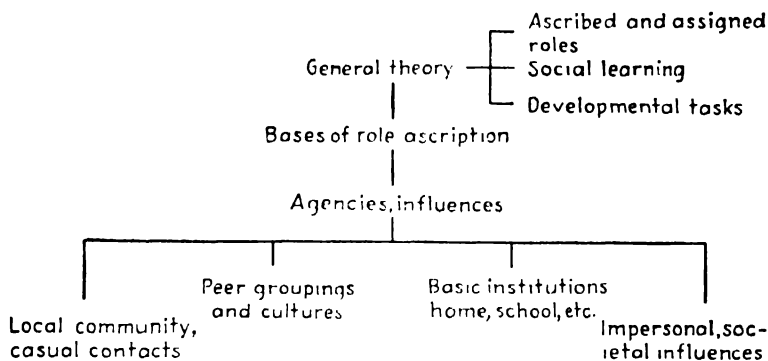 Ascribed and assigned
roles
General theory
Social learning
Developmental tasks
Bases of role ascription
Agencies, influences
Peer groupings
and cultures
Basic institutions
home, school, etc.
Local community,
casual contacts
Impersonal, soc-
ietal influences